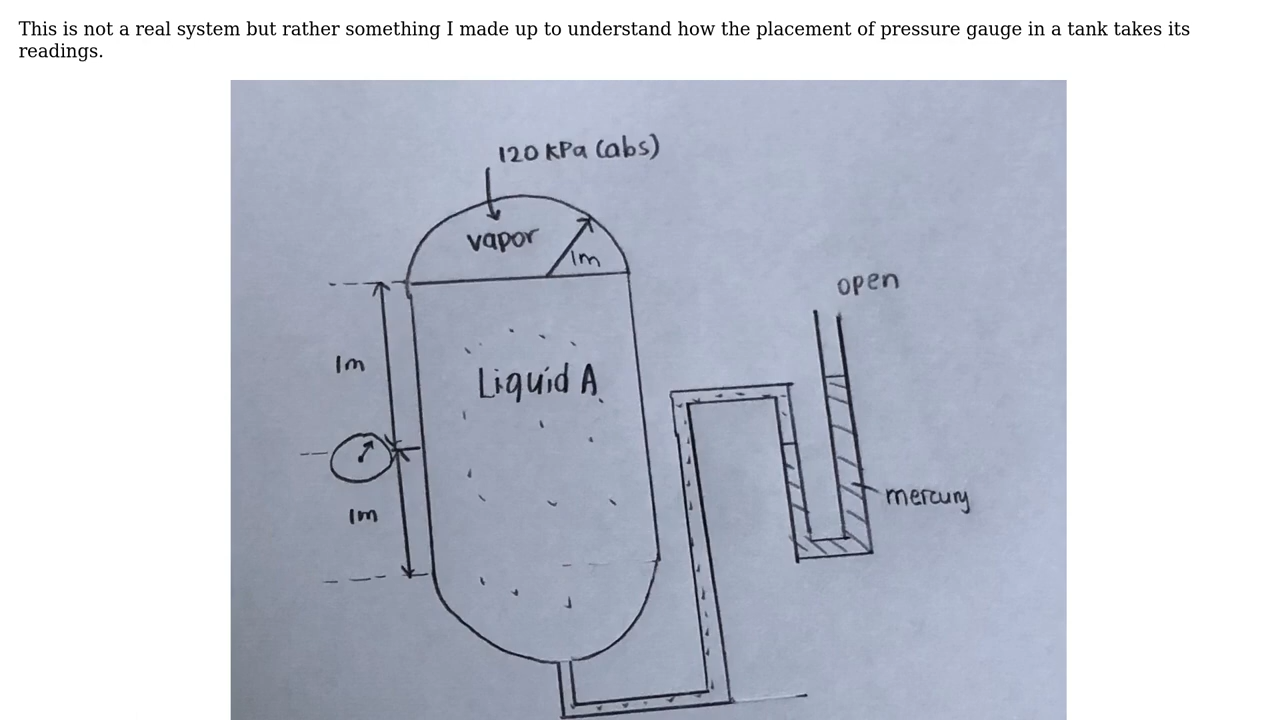 This is not a real system but rather something I made up to understand how the placement of pressure gauge in a tank takes its
readings.
120 kPa (abs)
vapor
1m
open
1m
Liquid A
mercury
1m